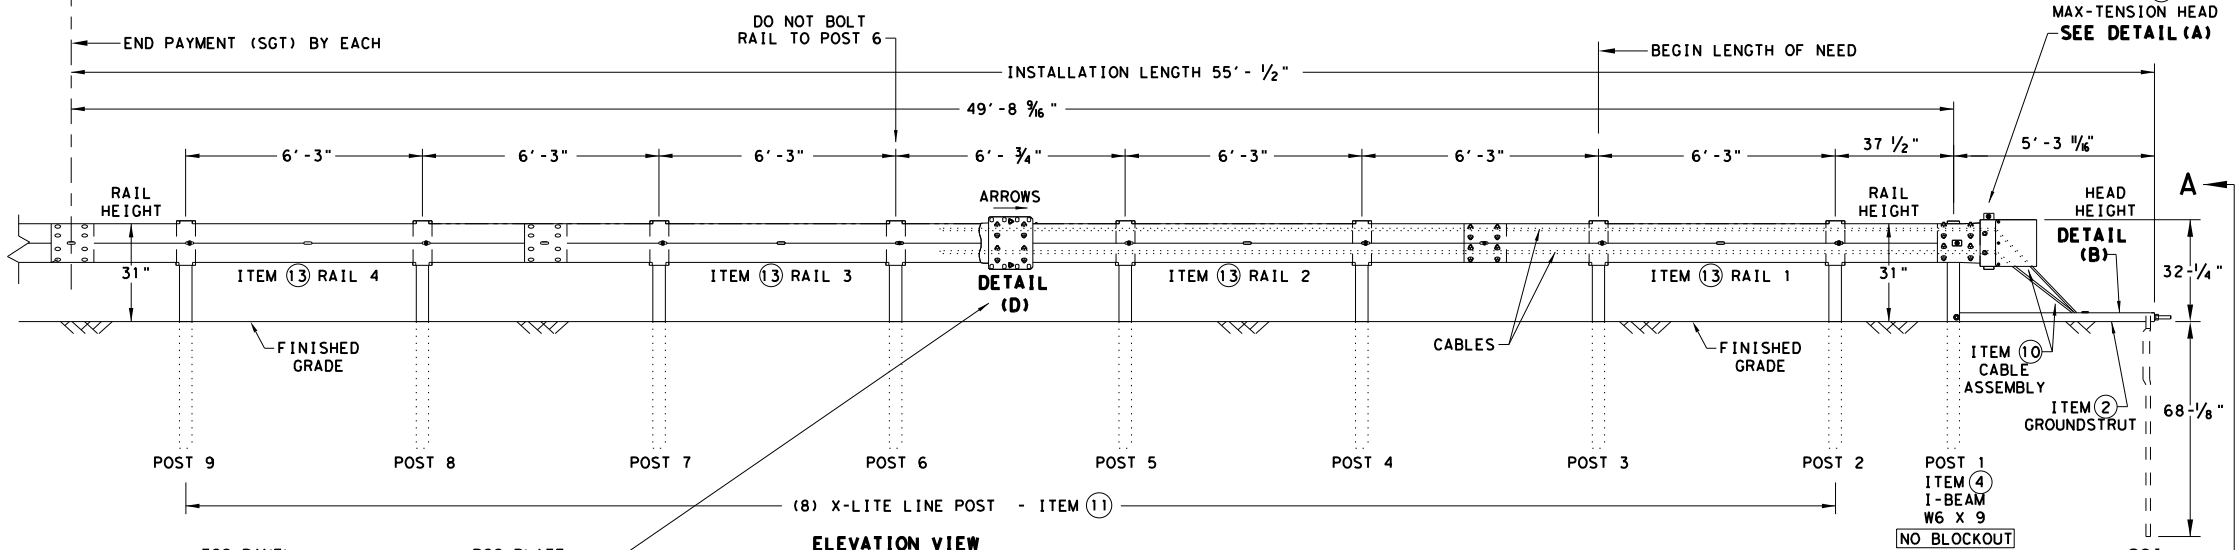 MAX-TENSION HEAD
SEE DETAIL (A)
DO NOT BOLT
RAIL TO POST 6
END PAYMENT (SGT) BY EACH
BEGIN LENGTH OF NEED
INSTALLATION LENGTH 55'- 1/2"
49'-8 9/16"
6'-3"
6'-3"
6'-3"
6'- 3/4"
6'-3"
6'-3"
6'-3"
37 1/2"
5'-3 11/16"
RAIL
HEIGHT
ARROWS
RAIL
HEIGHT
HEAD
HEIGHT
A
DETAIL
(B)
31"
ITEM 13 RAIL 4
ITEM 13 RAIL 3
DETAIL
(D)
ITEM 13 RAIL 2
ITEM 13 RAIL 1
31"
32-1/4"
FINISHED
GRADE
CABLES
FINISHED
GRADE
ITEM 10
CABLE
ASSEMBLY
ITEM 2
GROUNDSTRUT
68-1/8"
POST 9
POST 8
POST 7
POST 6
POST 5
POST 4
POST 3
POST 2
POST 1
ITEM 4
I-BEAM
W6 X 9
NO BLOCKOUT
(8) X-LITE LINE POST - ITEM 11
ELEVATION VIEW